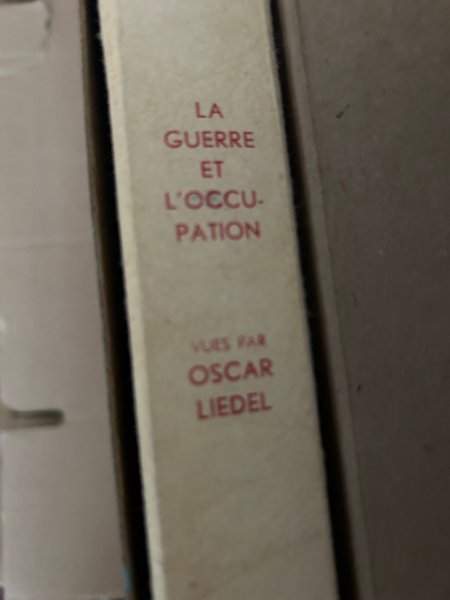 LA
GUERRE
ET
L'OCCU-
PATION
VUES PAR
OSCAR
LIEDEL